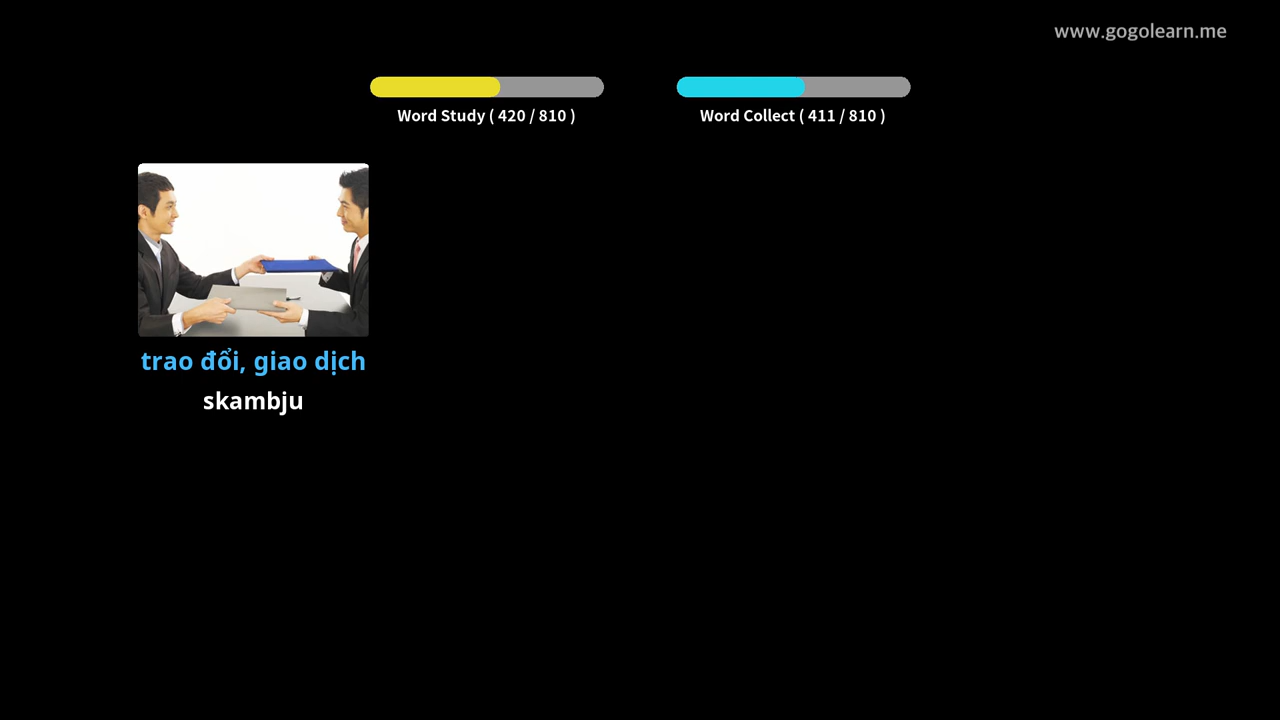 www.gogolearn.me
Word Study ( 420 / 810 )
Word Collect ( 411 / 810 )
trao đổi, giao dịch
skambju